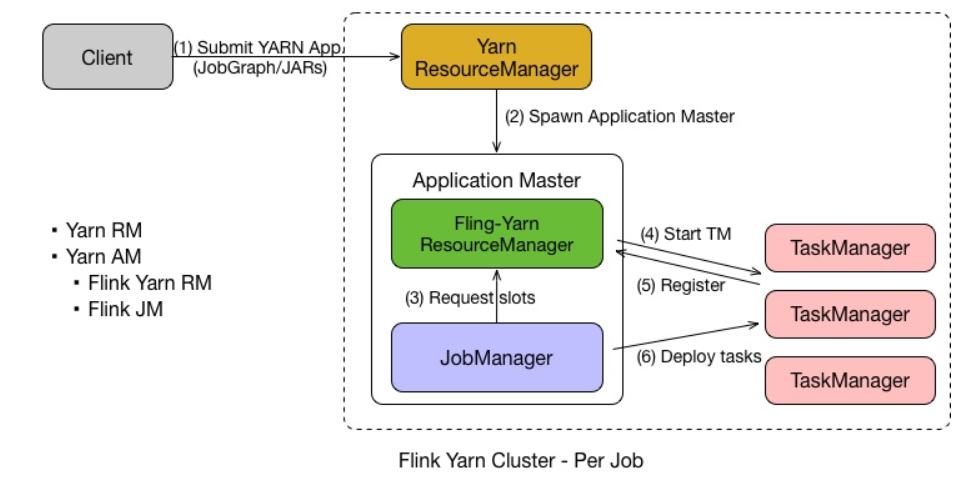 Client
(1) Submit YARN App.
(JobGraph/JARs)
Yarn
ResourceManager
(2) Spawn Application Master
Application Master
Fling-Yarn
ResourceManager
(3) Request slots
JobManager
(4) Start TM
(5) Register
(6) Deploy tasks
TaskManager
TaskManager
TaskManager
▪ Yarn RM
▪ Yarn AM
▪ Flink Yarn RM
▪ Flink JM
Flink Yarn Cluster - Per Job